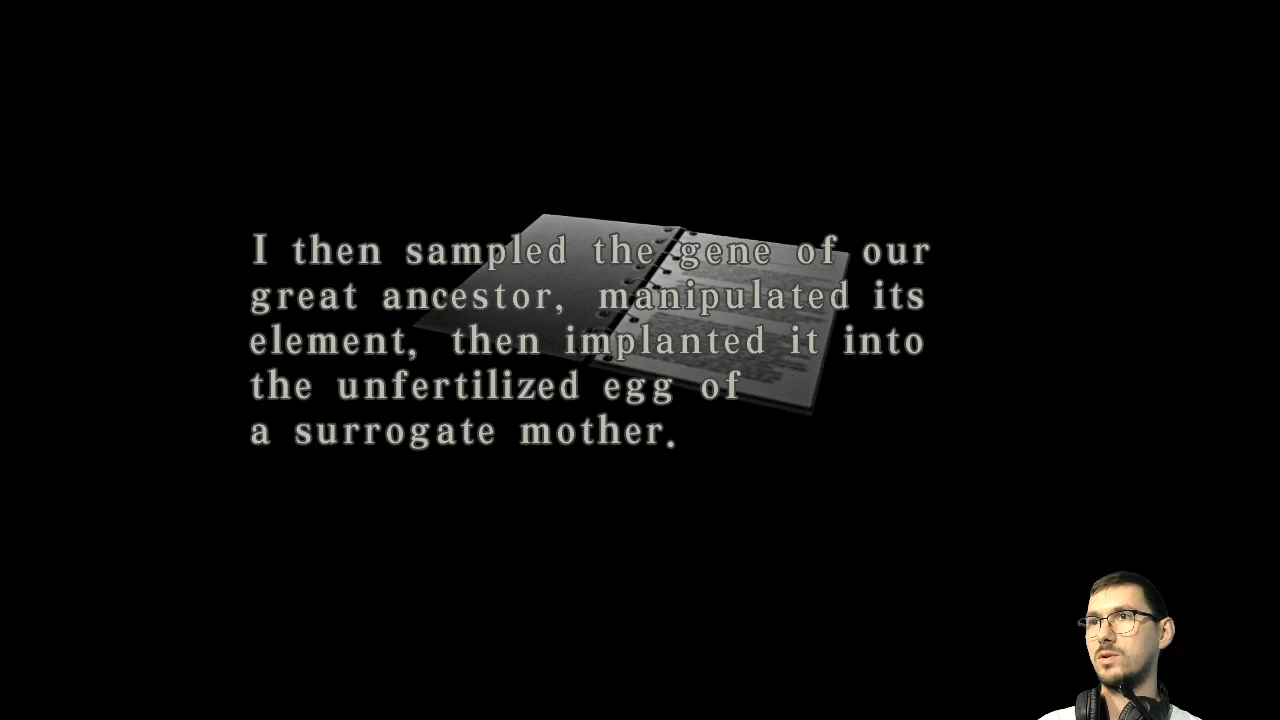 I then sampled the gene of our
great ancestor, manipulated its
element, then implanted it into
the unfertilized egg of
a surrogate mother.